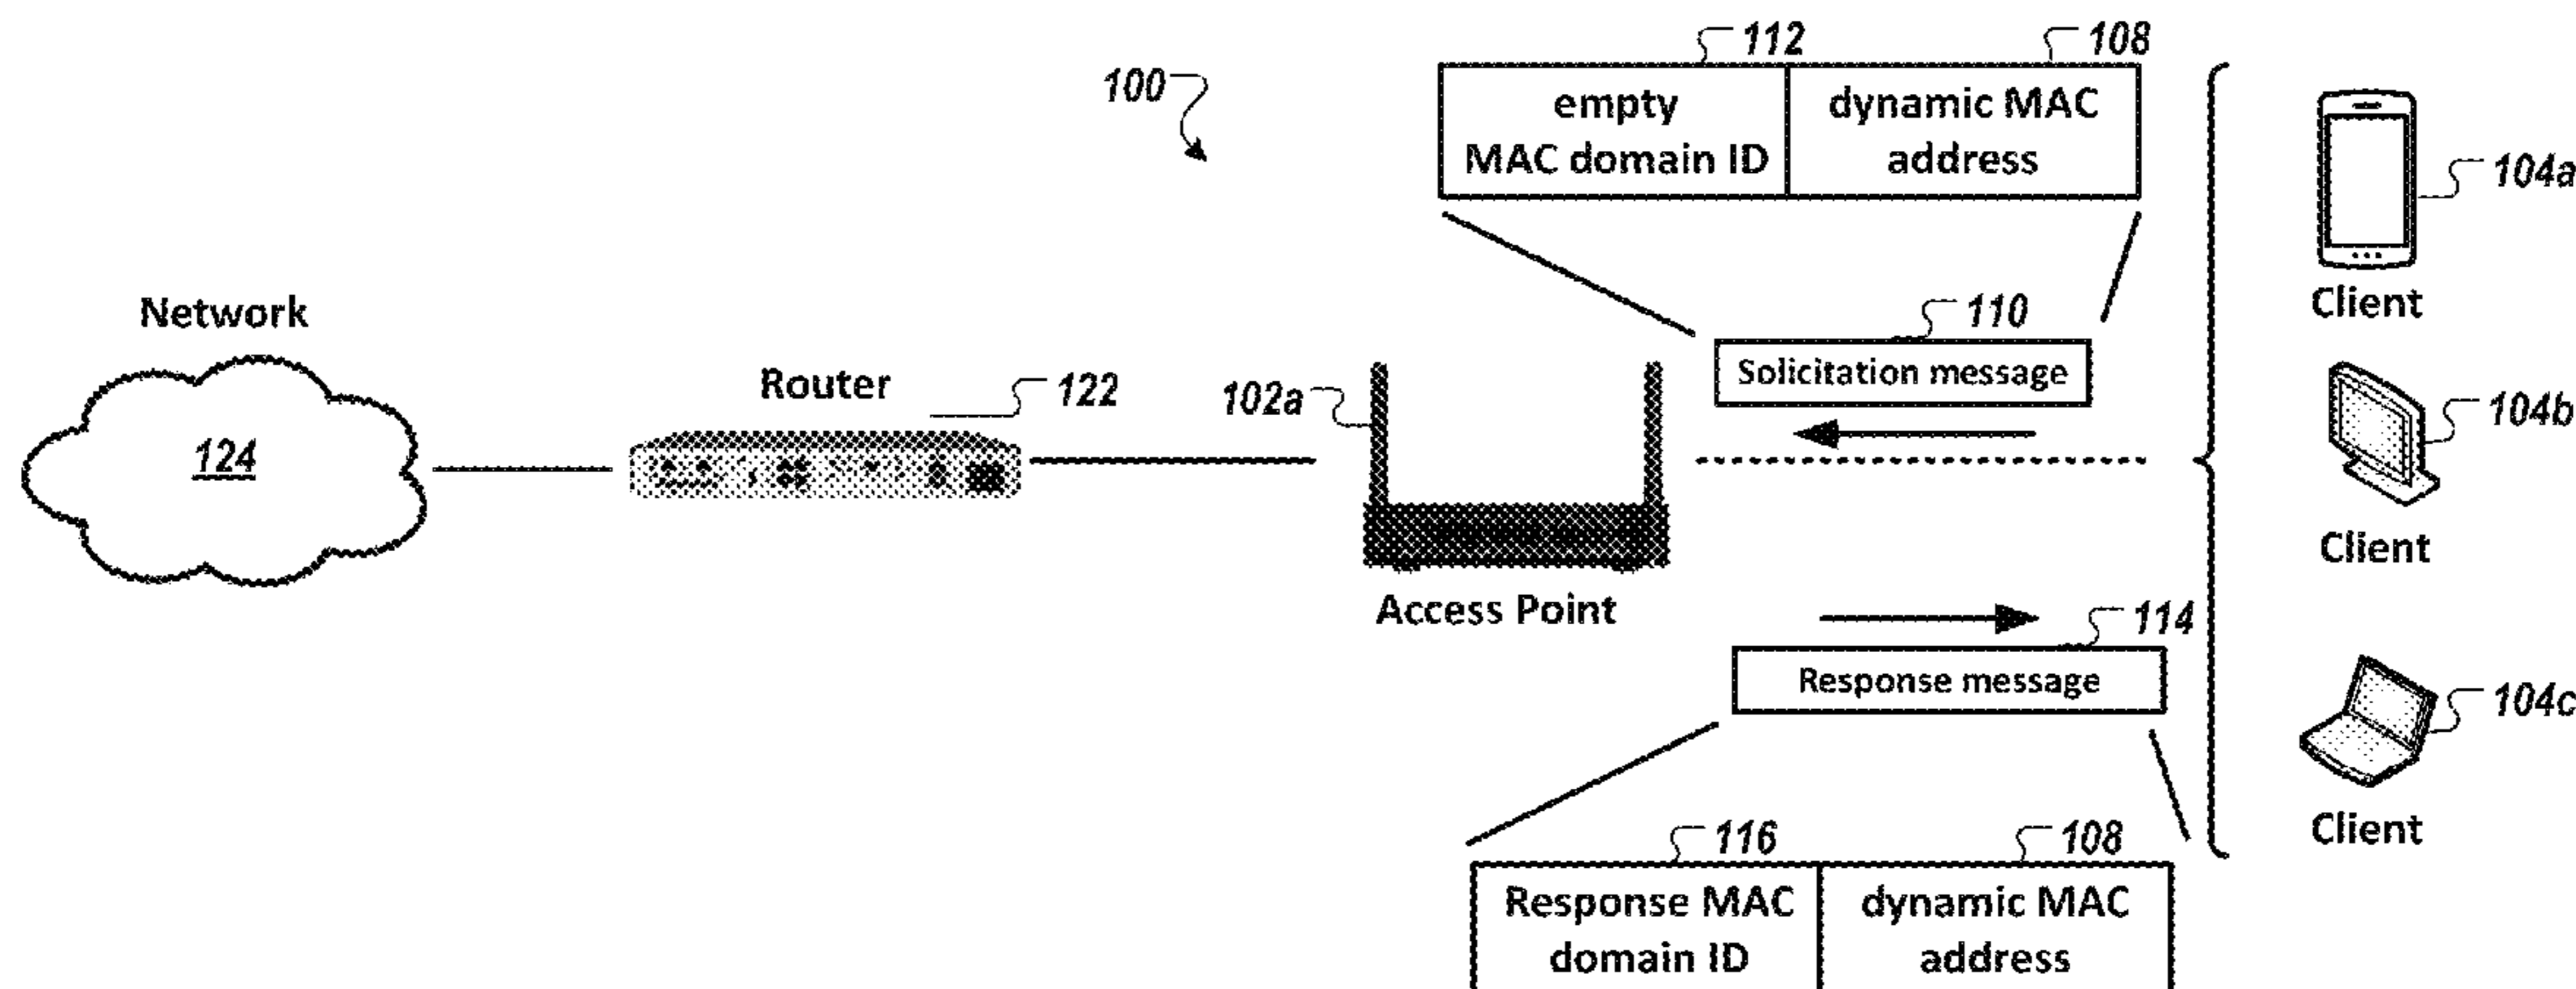 112
108
100
empty
MAC domain ID
dynamic MAC
address
104a
Client
Network
110
Solicitation message
Router
122
102a
104b
124
Client
Access Point
114
Response message
104c
Client
116
108
Response MAC
domain ID
dynamic MAC
address